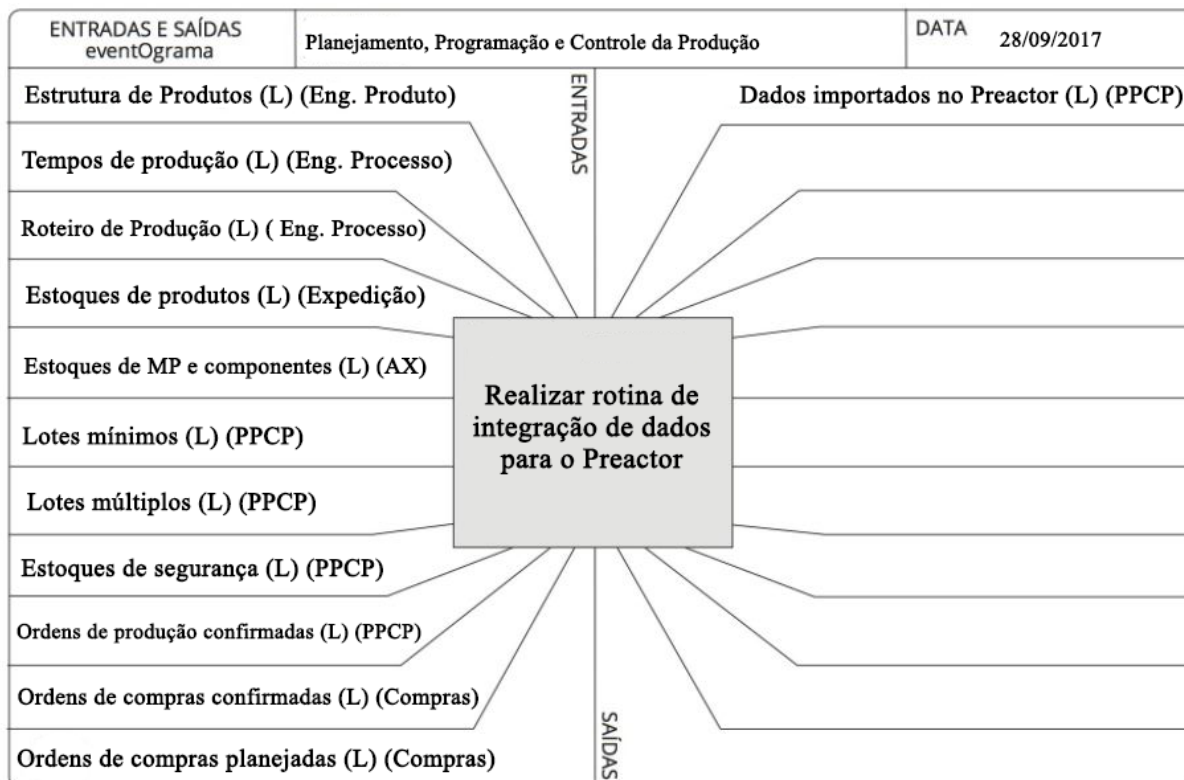 ENTRADAS E SAÍDAS
eventOgrama
Planejamento, Programação e Controle da Produção
DATA 28/09/2017
ENTRADAS
Estrutura de Produtos (L) (Eng. Produto)
Tempos de produção (L) (Eng. Processo)
Roteiro de Produção (L) ( Eng. Processo)
Estoques de produtos (L) (Expedição)
Estoques de MP e componentes (L) (AX)
Lotes mínimos (L) (PPCP)
Lotes múltiplos (L) (PPCP)
Estoques de segurança (L) (PPCP)
Ordens de produção confirmadas (L) (PPCP)
Ordens de compras confirmadas (L) (Compras)
Ordens de compras planejadas (L) (Compras)
Realizar rotina de
integração de dados
para o Preactor
Dados importados no Preactor (L) (PPCP)
SAÍDAS